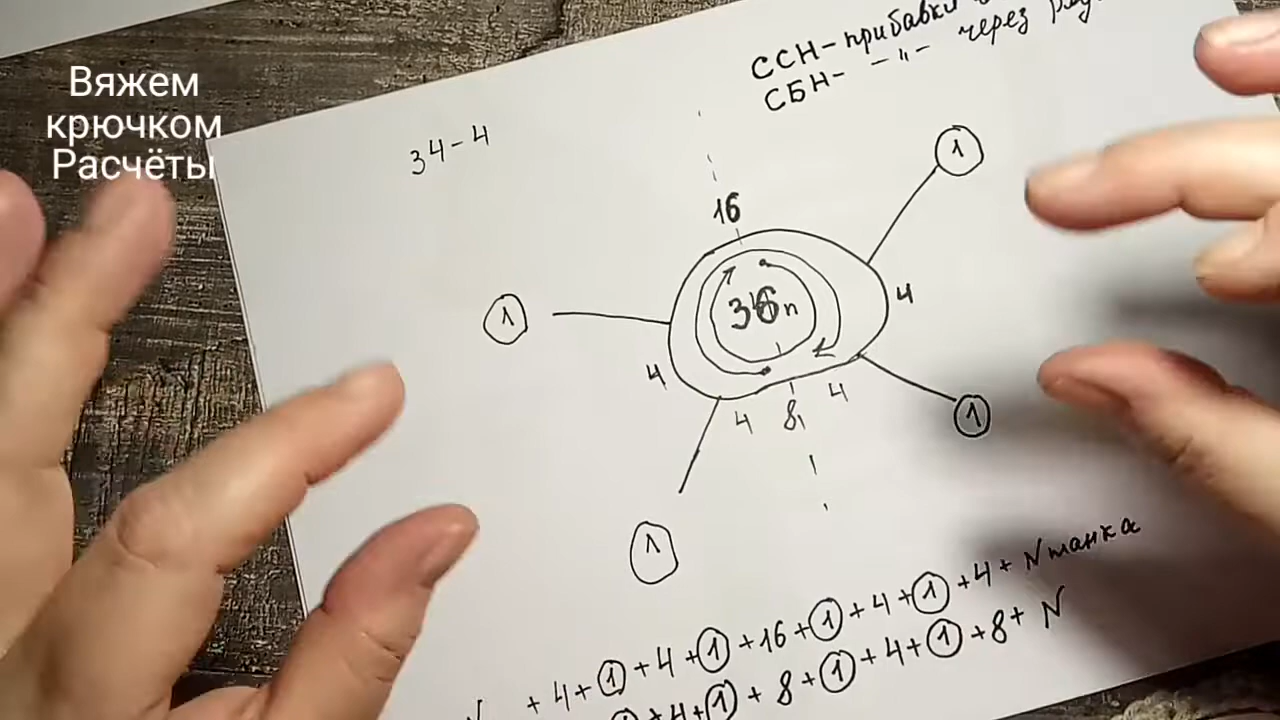 Вяжем
крючком
Расчёты
ССН-прибавки
СБН- -"- через
34-4
1
16
36п
4
1
4
4
8
4
1
1
+4+1+4+1+16+1+4+1+4+N танка
+4+1+8+1+4+1+8+N